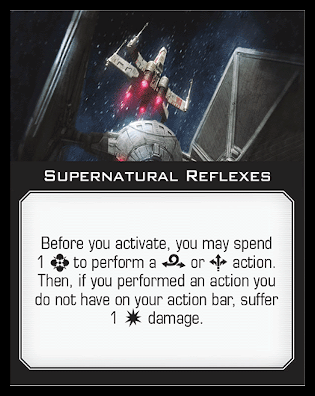 Supernatural Reflexes
Before you activate, you may spend
1 to perform a or action.
Then, if you performed an action you
do not have on your action bar, suffer
1 damage.